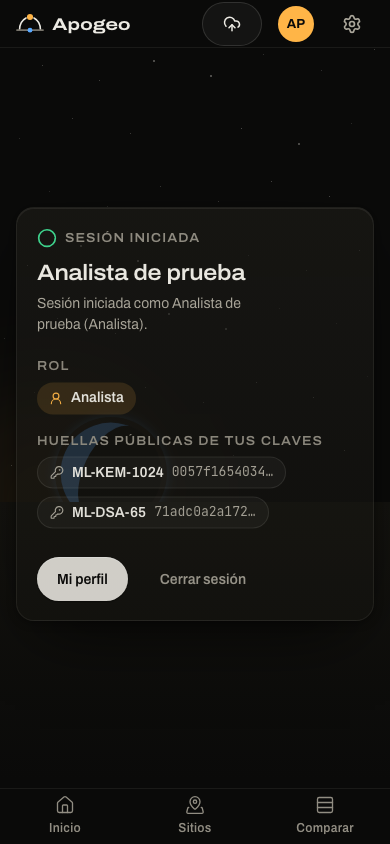 Apogeo
AP
SESIÓN INICIADA
Analista de prueba
Sesión iniciada como Analista de
prueba (Analista).
ROL
Analista
HUELLAS PÚBLICAS DE TUS CLAVES
ML-KEM-1024 0057f1654034…
ML-DSA-65 71adc0a2a172…
Mi perfil
Cerrar sesión
Inicio
Sitios
Comparar